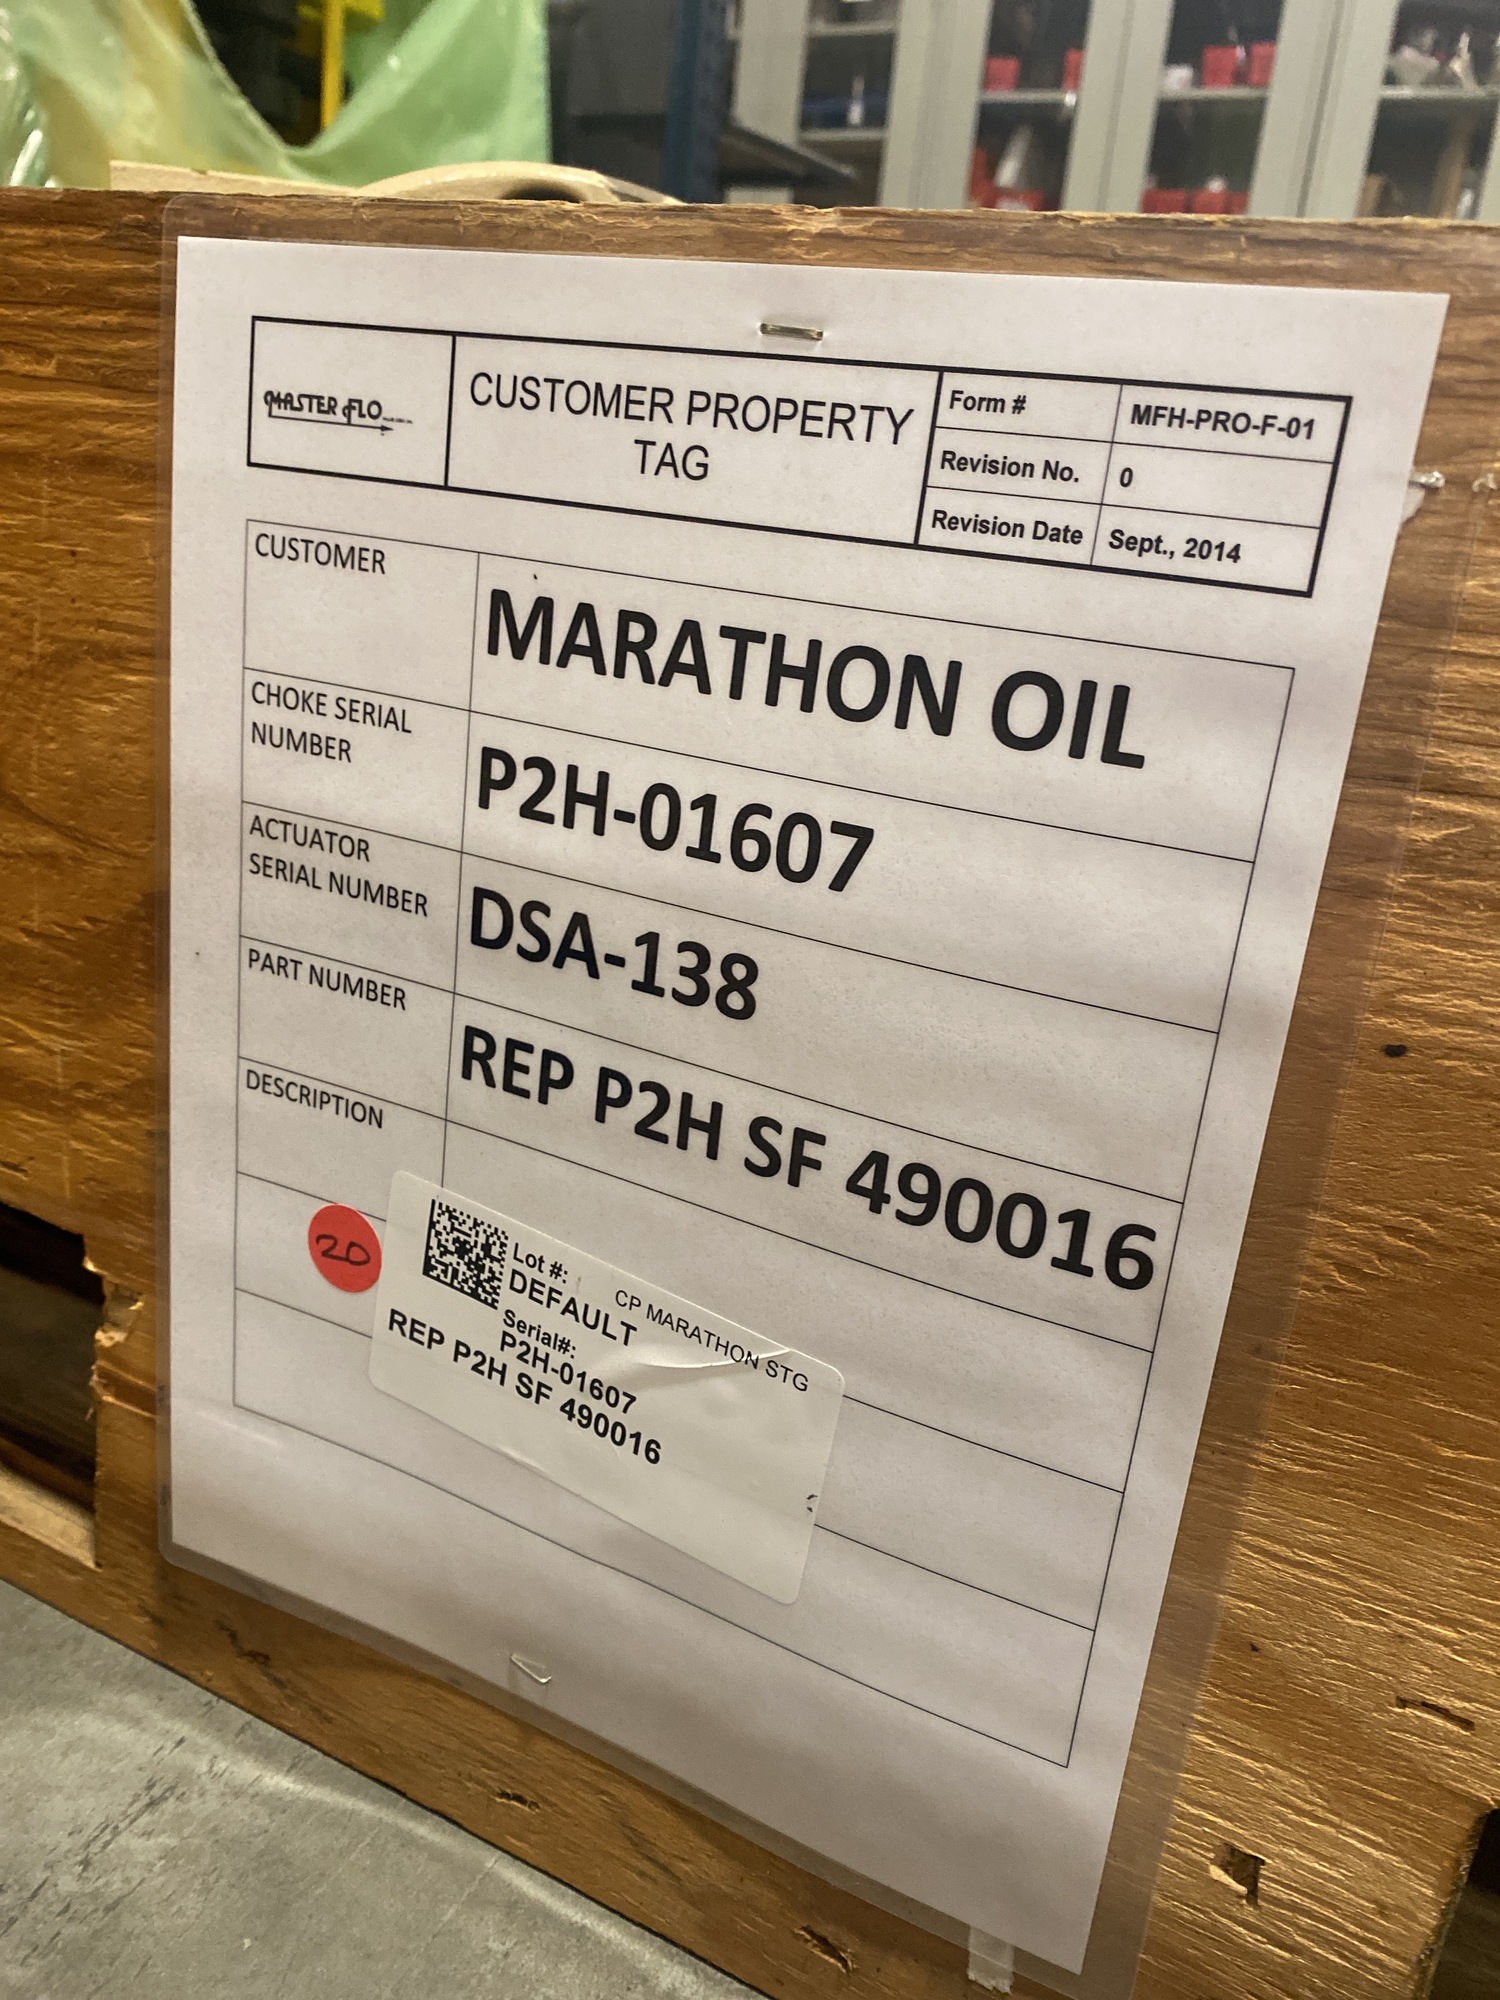 MASTER FLO
CUSTOMER PROPERTY
TAG
Form # MFH-PRO-F-01
Revision No. 0
Revision Date Sept., 2014
CUSTOMER
MARATHON OIL
CHOKE SERIAL
NUMBER
P2H-01607
ACTUATOR
SERIAL NUMBER
DSA-138
PART NUMBER
REP P2H SF 490016
DESCRIPTION
20
Lot #:
DEFAULT
CP MARATHON STG
Serial#:
P2H-01607
REP P2H SF 490016